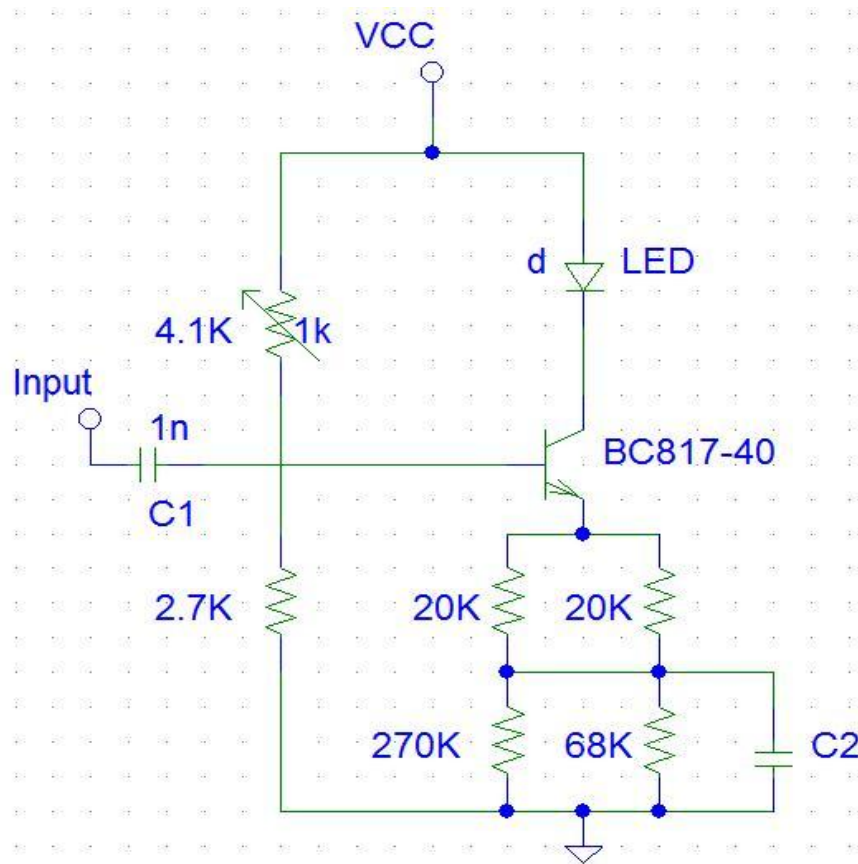 VCC
d LED
4.1K 1k
Input
1n
BC817-40
C1
2.7K 20K 20K
270K 68K C2